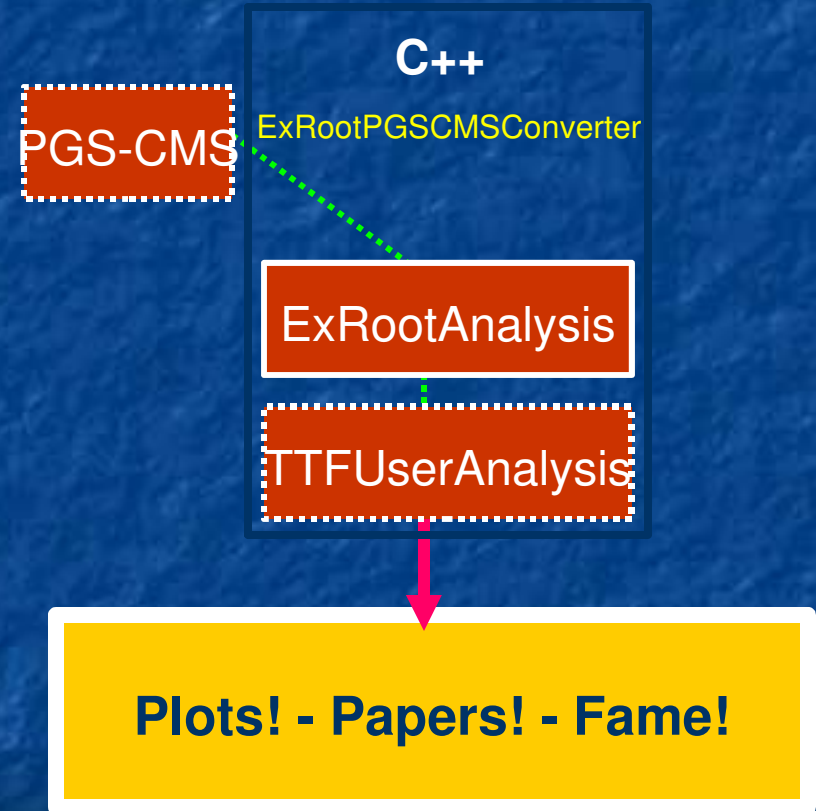 C++
ExRootPGSCMSConverter
PGS-CMS
ExRootAnalysis
TTFUserAnalysis
Plots! - Papers! - Fame!